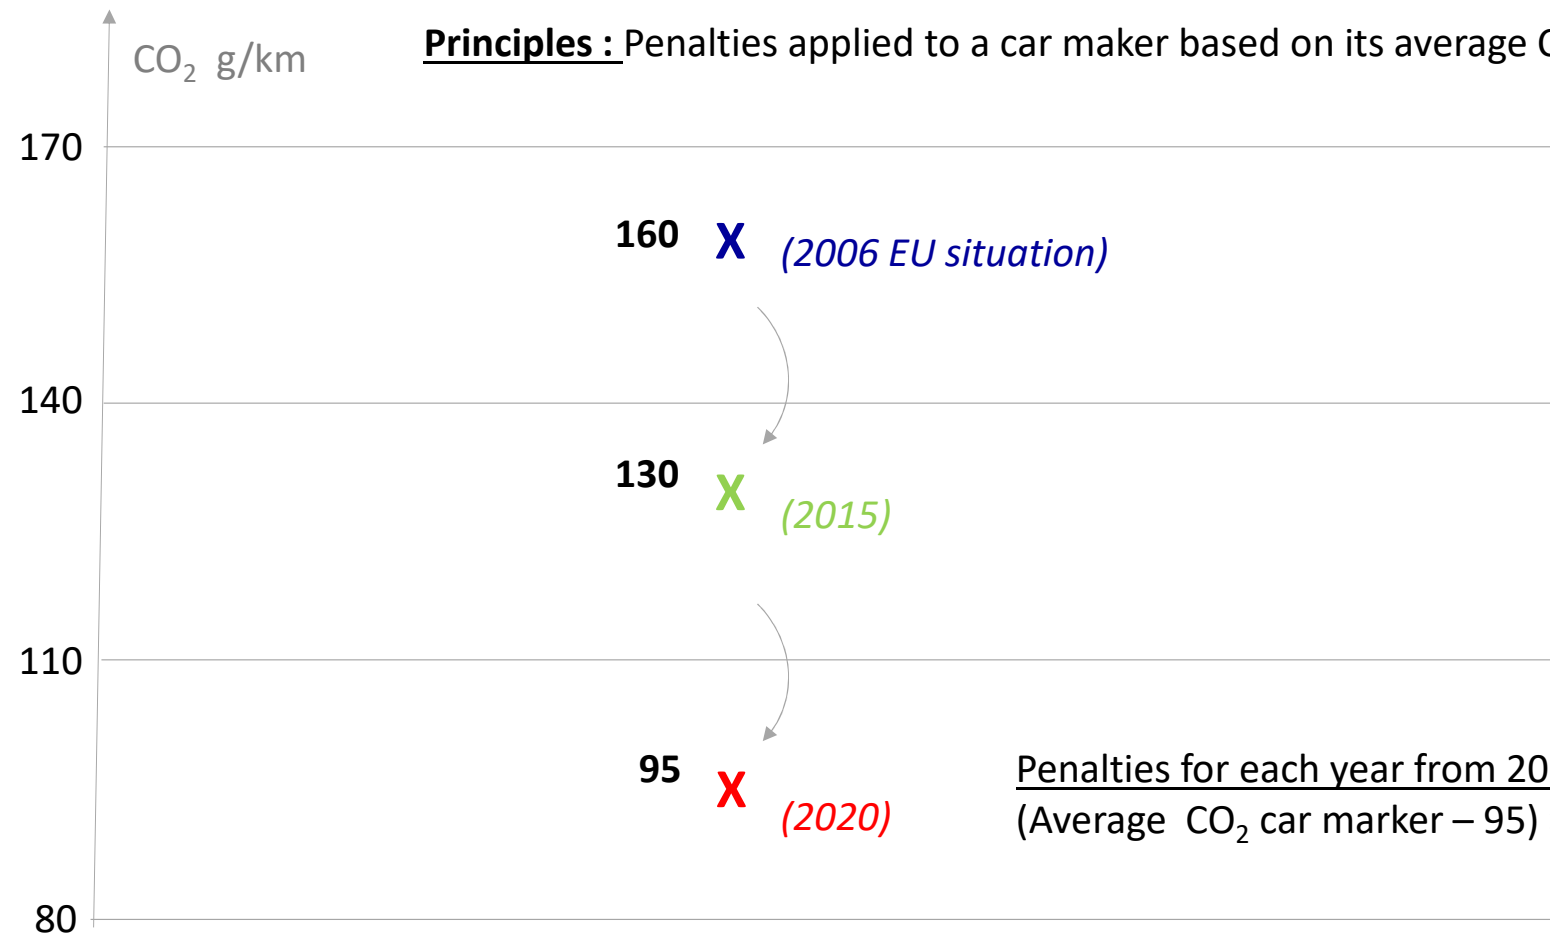 CO₂ g/km
Principles : Penalties applied to a car maker based on its average
170
160 X (2006 EU situation)
140
130 X (2015)
110
95 X (2020)
Penalties for each year from 20
(Average CO₂ car marker – 95)
80